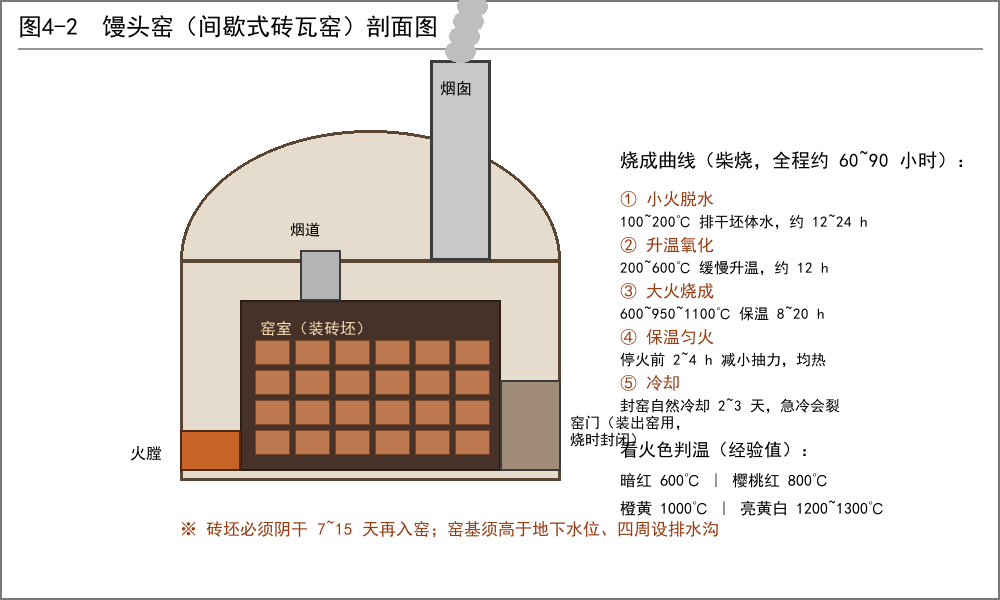 图4-2 馒头窑（间歇式砖瓦窑）剖面图
烟囱
烟道
窑室（装砖坯）
火膛
窑门（装出窑用，
烧时封闭）
烧成曲线（柴烧，全程约 60~90 小时）：
① 小火脱水
100~200℃ 排干坯体水，约 12~24 h
② 升温氧化
200~600℃ 缓慢升温，约 12 h
③ 大火烧成
600~950~1100℃ 保温 8~20 h
④ 保温匀火
停火前 2~4 h 减小抽力，均热
⑤ 冷却
封窑自然冷却 2~3 天，急冷会裂
看火色判温（经验值）：
暗红 600℃ | 樱桃红 800℃
橙黄 1000℃ | 亮黄白 1200~1300℃
※ 砖坯必须阴干 7~15 天再入窑；窑基须高于地下水位、四周设排水沟